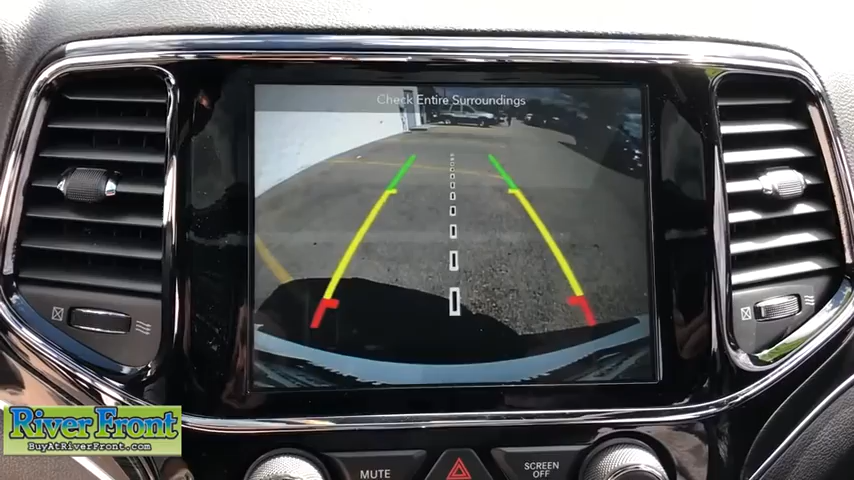 Check Entire Surroundings
River Front
BuyAtRiverFront.com
MUTE
SCREEN
OFF